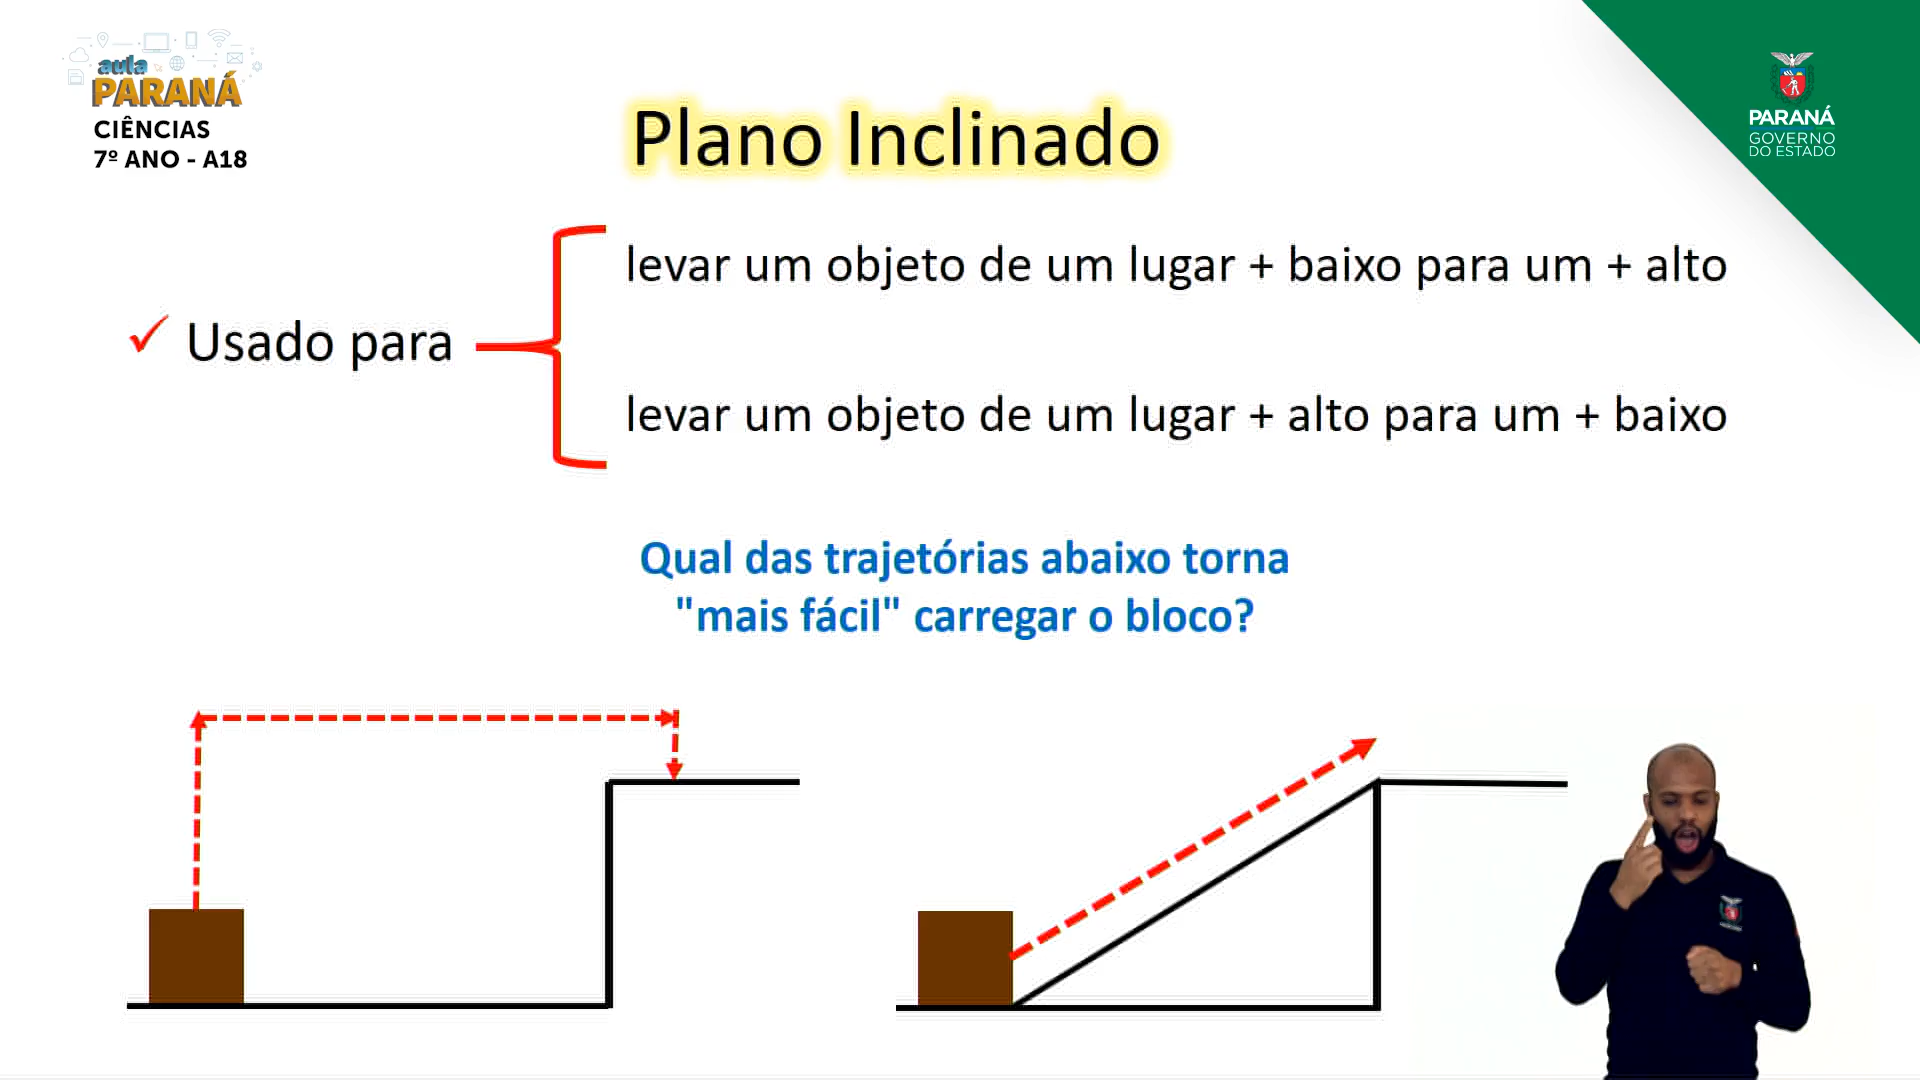 aula
PARANÁ
CIÊNCIAS
7º ANO - A18
PARANÁ
GOVERNO
DO ESTADO
Plano Inclinado
levar um objeto de um lugar + baixo para um + alto
Usado para
levar um objeto de um lugar + alto para um + baixo
Qual das trajetórias abaixo torna
"mais fácil" carregar o bloco?